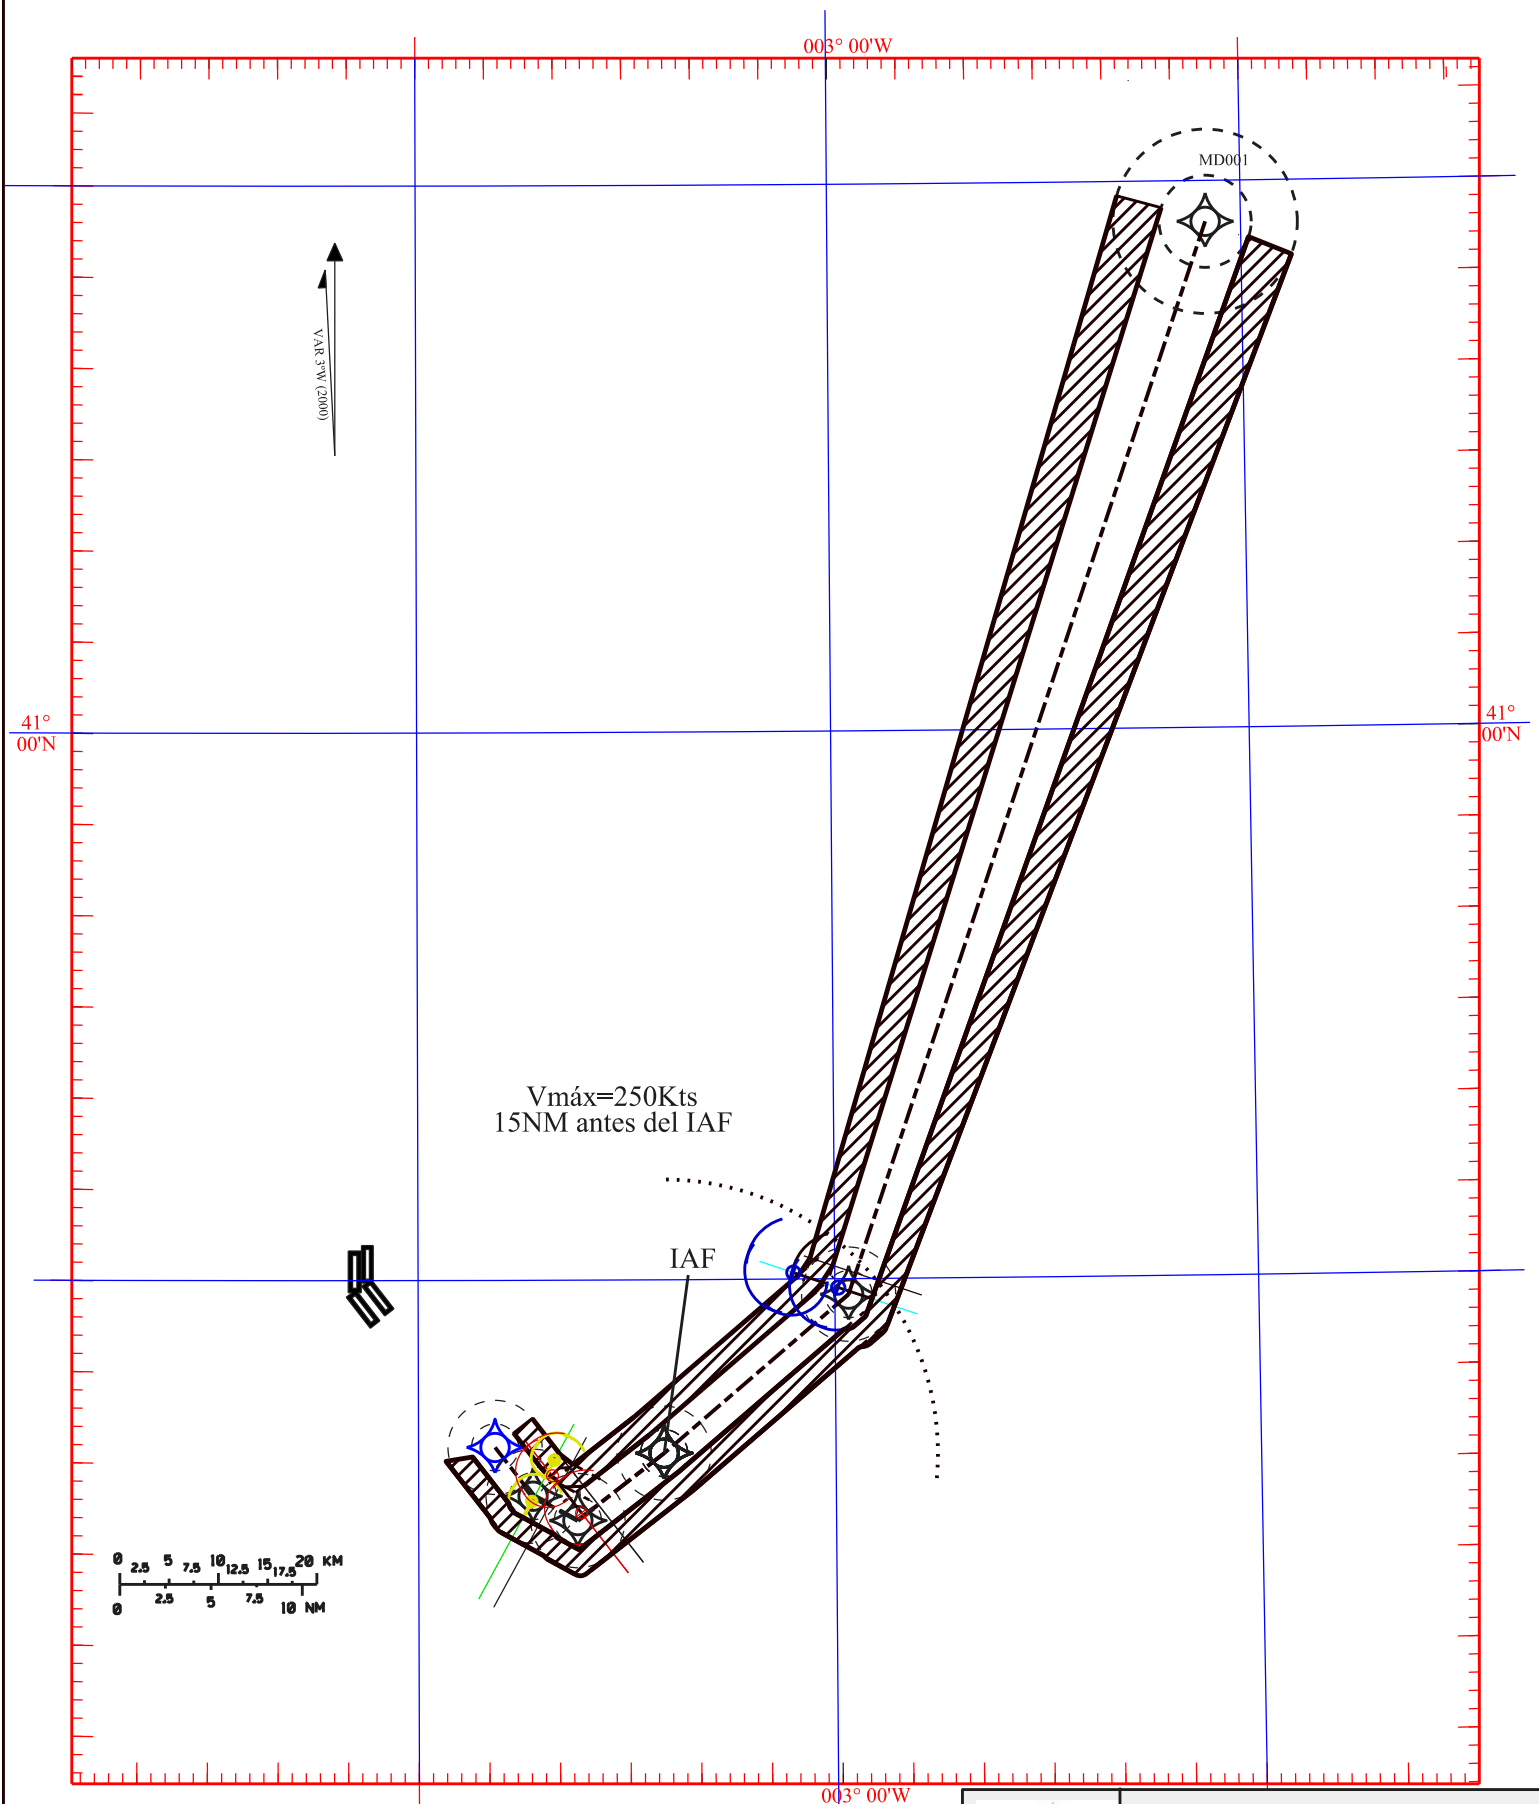 003° 00'W
MD001
VAR 3°W (2000)
41°
00'N
41°
00'N
Vmáx=250Kts
15NM antes del IAF
IAF
0 2.5 5 7.5 10 12.5 15 17.5 20 KM
0 2.5 5 7.5 10 NM
003° 00'W